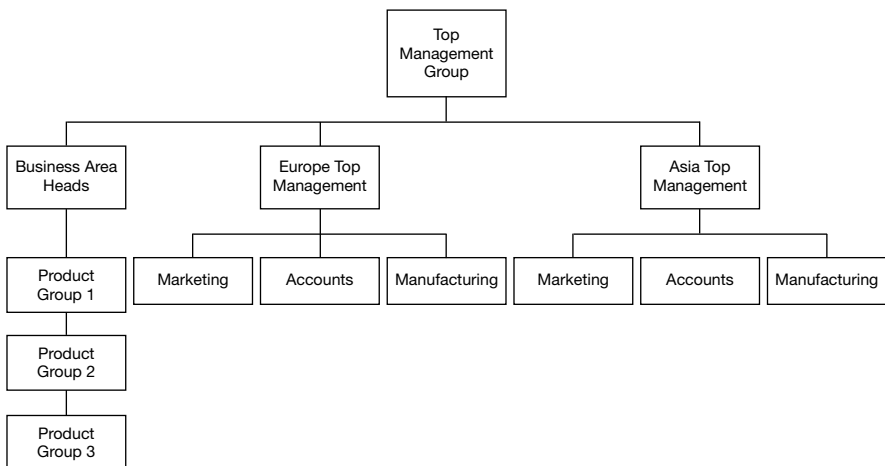 Top
Management
Group
Business Area
Heads
Europe Top
Management
Asia Top
Management
Product
Group 1
Marketing
Accounts
Manufacturing
Marketing
Accounts
Manufacturing
Product
Group 2
Product
Group 3